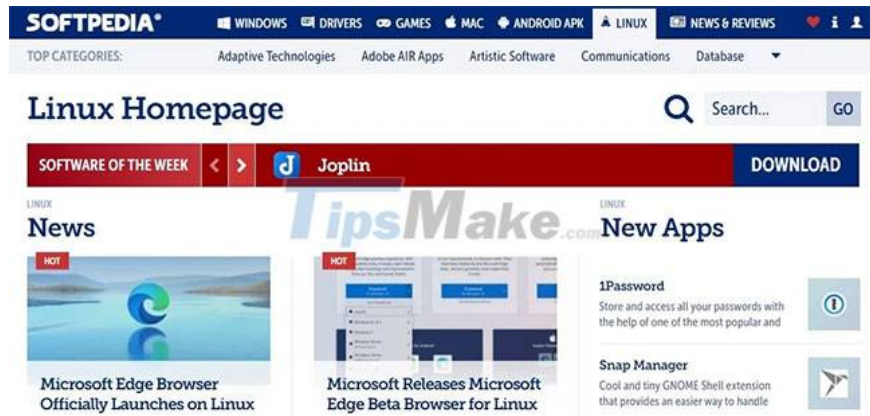 SOFTPEDIA®
WINDOWS DRIVERS GAMES MAC ANDROID APK LINUX NEWS & REVIEWS
TOP CATEGORIES: Adaptive Technologies Adobe AIR Apps Artistic Software Communications Database
Linux Homepage
Search... GO
SOFTWARE OF THE WEEK < > Joplin DOWNLOAD
TipsMake.com
LINUX
News
HOT
Microsoft Edge Browser
Officially Launches on Linux
HOT
Microsoft Releases Microsoft
Edge Beta Browser for Linux
LINUX
New Apps
1Password
Store and access all your passwords with
the help of one of the most popular and
Snap Manager
Cool and tiny GNOME Shell extension
that provides an easier way to handle